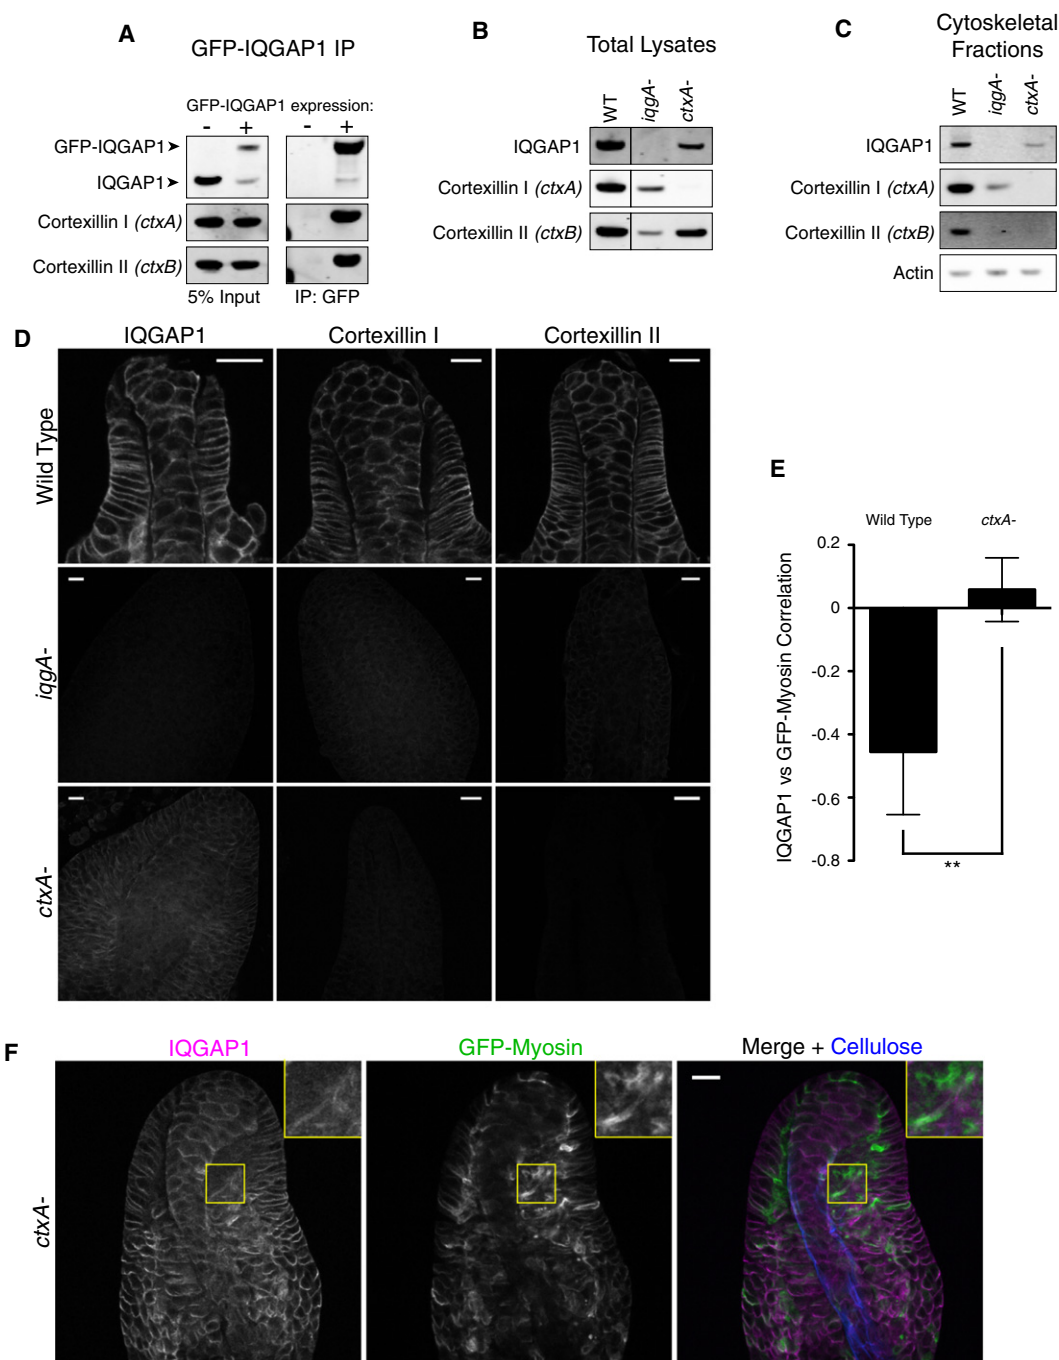 A
GFP-IQGAP1 IP
GFP-IQGAP1 expression:
- + - +
GFP-IQGAP1
IQGAP1
Cortexillin I (ctxA)
Cortexillin II (ctxB)
5% Input IP: GFP
B
Total Lysates
WT iqgA- ctxA-
IQGAP1
Cortexillin I (ctxA)
Cortexillin II (ctxB)
C
Cytoskeletal
Fractions
WT iqgA- ctxA-
IQGAP1
Cortexillin I (ctxA)
Cortexillin II (ctxB)
Actin
D
IQGAP1 Cortexillin I Cortexillin II
Wild Type
iqgA-
ctxA-
E
Wild Type ctxA-
IQGAP1 vs GFP-Myosin Correlation
0.2
0
-0.2
-0.4
-0.6
-0.8
**
F
IQGAP1 GFP-Myosin Merge + Cellulose
ctxA-